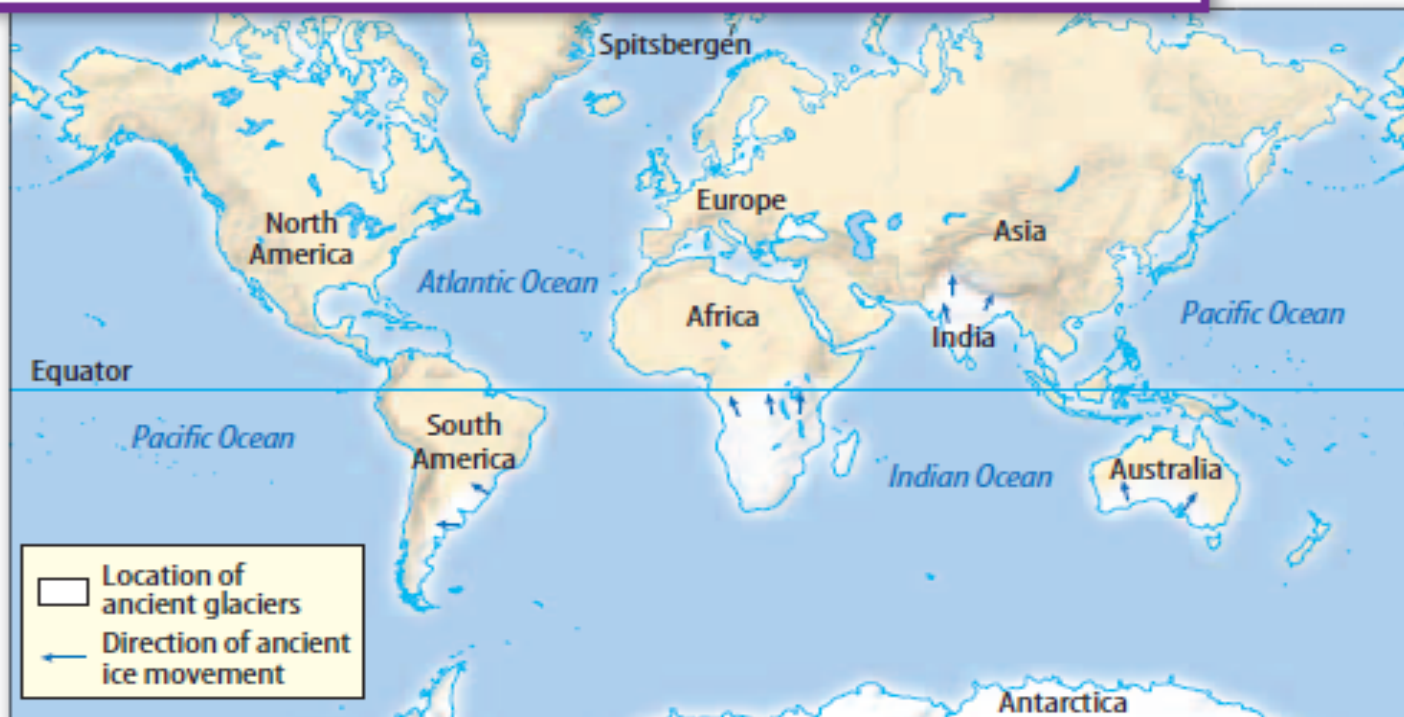 Spitsbergen
Europe
North
America
Asia
Atlantic Ocean
Africa
Pacific Ocean
India
Equator
South
America
Pacific Ocean
Indian Ocean
Australia
Location of
ancient glaciers
Direction of ancient
ice movement
Antarctica